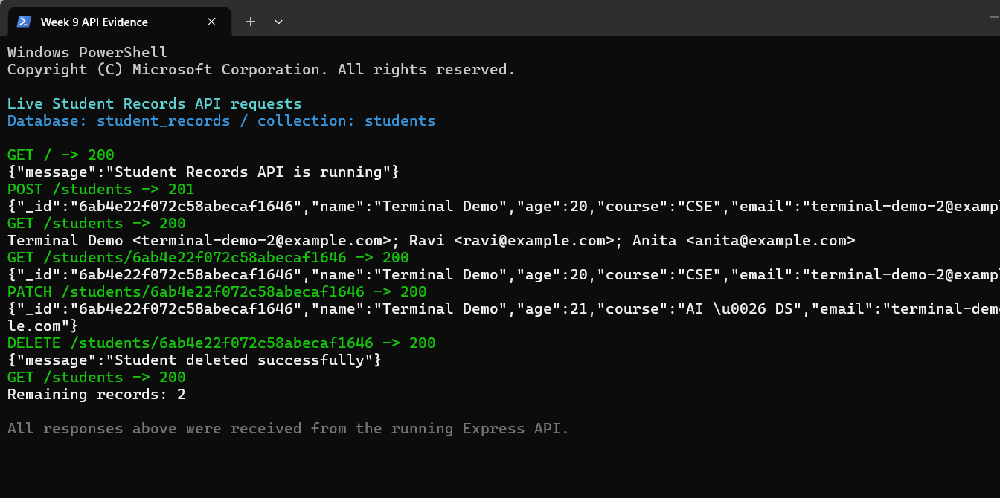 Week 9 API Evidence
Windows PowerShell
Copyright (C) Microsoft Corporation. All rights reserved.
Live Student Records API requests
Database: student_records / collection: students
GET / -> 200
{"message":"Student Records API is running"}
POST /students -> 201
{"_id":"6ab4e22f072c58abecaf1646","name":"Terminal Demo","age":20,"course":"CSE","email":"terminal-demo-2@examp
GET /students -> 200
Terminal Demo <terminal-demo-2@example.com>; Ravi <ravi@example.com>; Anita <anita@example.com>
GET /students/6ab4e22f072c58abecaf1646 -> 200
{"_id":"6ab4e22f072c58abecaf1646","name":"Terminal Demo","age":20,"course":"CSE","email":"terminal-demo-2@examp
PATCH /students/6ab4e22f072c58abecaf1646 -> 200
{"_id":"6ab4e22f072c58abecaf1646","name":"Terminal Demo","age":21,"course":"AI \u0026 DS","email":"terminal-dem
le.com"}
DELETE /students/6ab4e22f072c58abecaf1646 -> 200
{"message":"Student deleted successfully"}
GET /students -> 200
Remaining records: 2
All responses above were received from the running Express API.